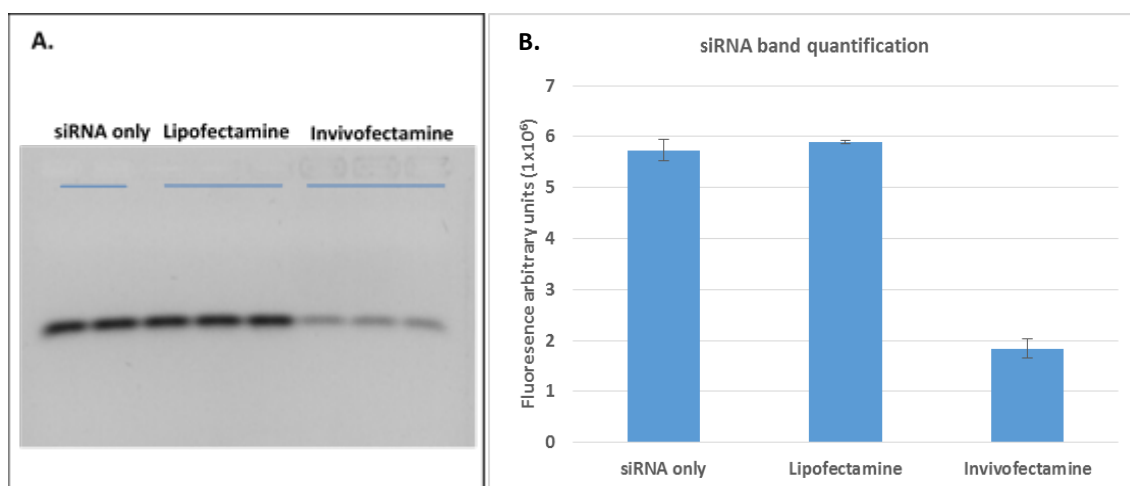 A.
siRNA only Lipofectamine Invivofectamine
B.
siRNA band quantification
Fluoresence arbitrary units (1x10⁶)
7
6
5
4
3
2
1
0
siRNA only Lipofectamine Invivofectamine